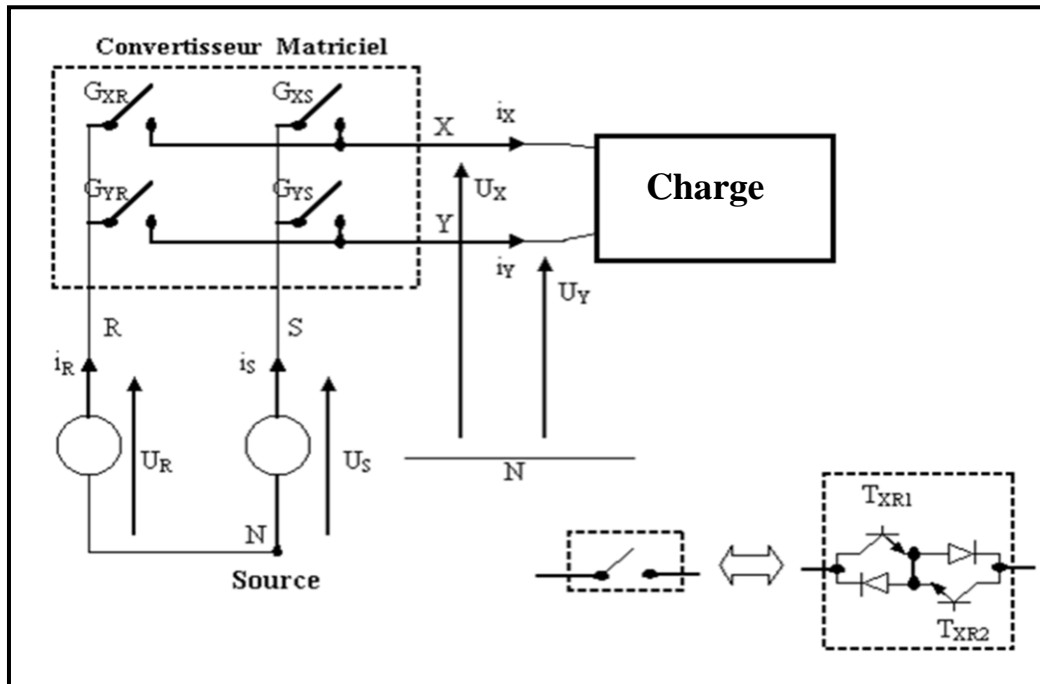 Convertisseur Matriciel
GXR
GXS
X
iX
GYR
GYS
Y
iY
UX
UY
Charge
R
S
iR
iS
UR
US
N
N
Source
TXR1
TXR2